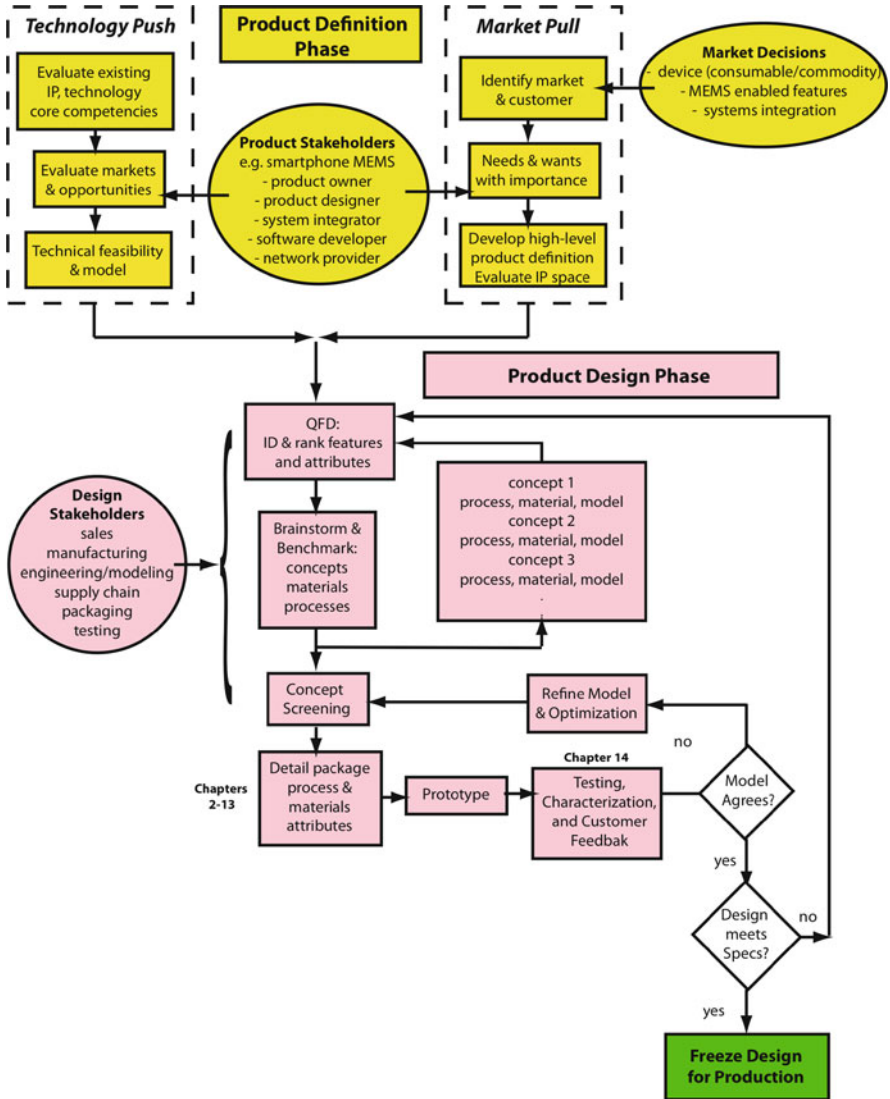 Technology Push
Product Definition
Phase
Market Pull
Evaluate existing
IP, technology
core competencies
Evaluate markets
& opportunities
Technical feasibility
& model
Product Stakeholders
e.g. smartphone MEMS
- product owner
- product designer
- system integrator
- software developer
- network provider
Identify market
& customer
Needs & wants
with importance
Develop high-level
product definition
Evaluate IP space
Market Decisions
- device (consumable/commodity)
- MEMS enabled features
- systems integration
Product Design Phase
QFD:
ID & rank features
and attributes
Design
Stakeholders
sales
manufacturing
engineering/modeling
supply chain
packaging
testing
Brainstorm &
Benchmark:
concepts
materials
processes
concept 1
process, material, model
concept 2
process, material, model
concept 3
process, material, model
.
Concept
Screening
Refine Model
& Optimization
no
Chapters
2-13
Detail package
process &
materials
attributes
Prototype
Chapter 14
Testing,
Characterization,
and Customer
Feedbak
Model
Agrees?
yes
Design
meets
Specs?
no
yes
Freeze Design
for Production